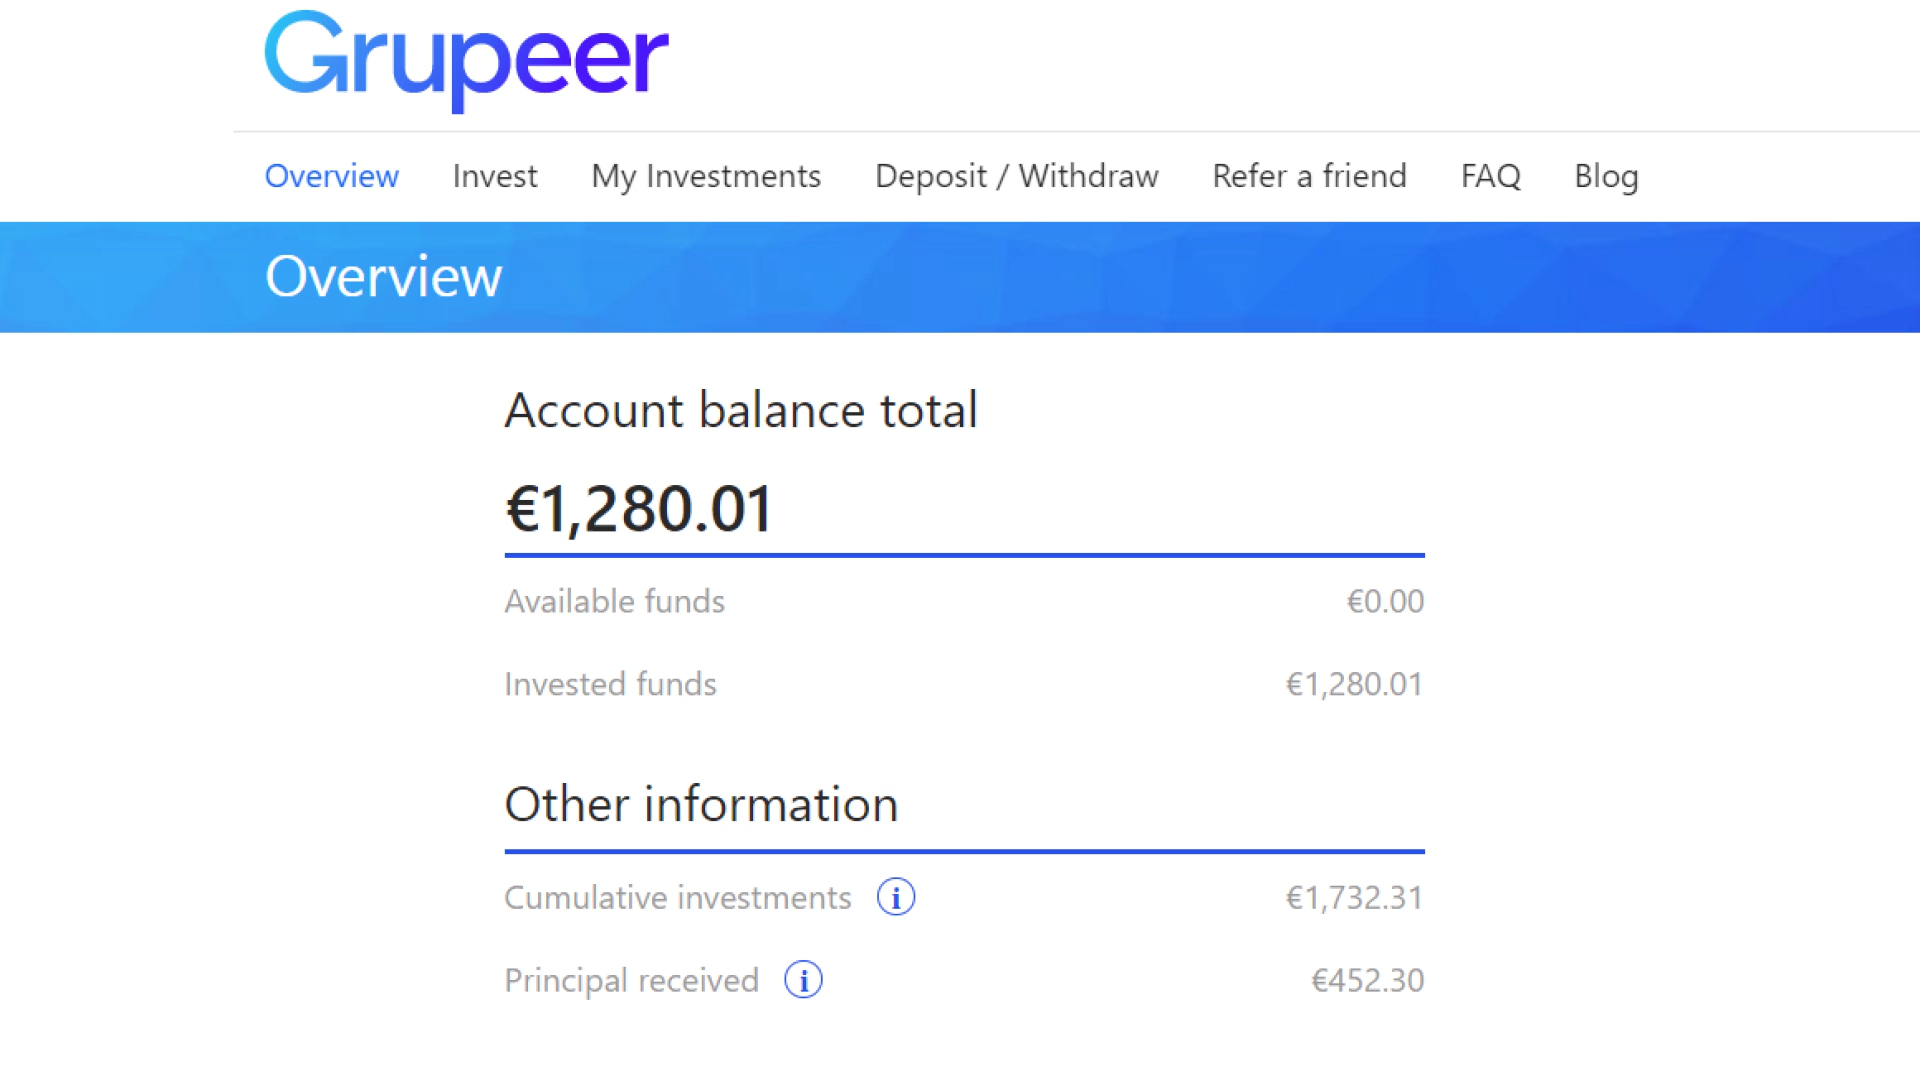 Grupeer
Overview Invest My Investments Deposit / Withdraw Refer a friend FAQ Blog
Overview
Account balance total
€1,280.01
Available funds €0.00
Invested funds €1,280.01
Other information
Cumulative investments i €1,732.31
Principal received i €452.30